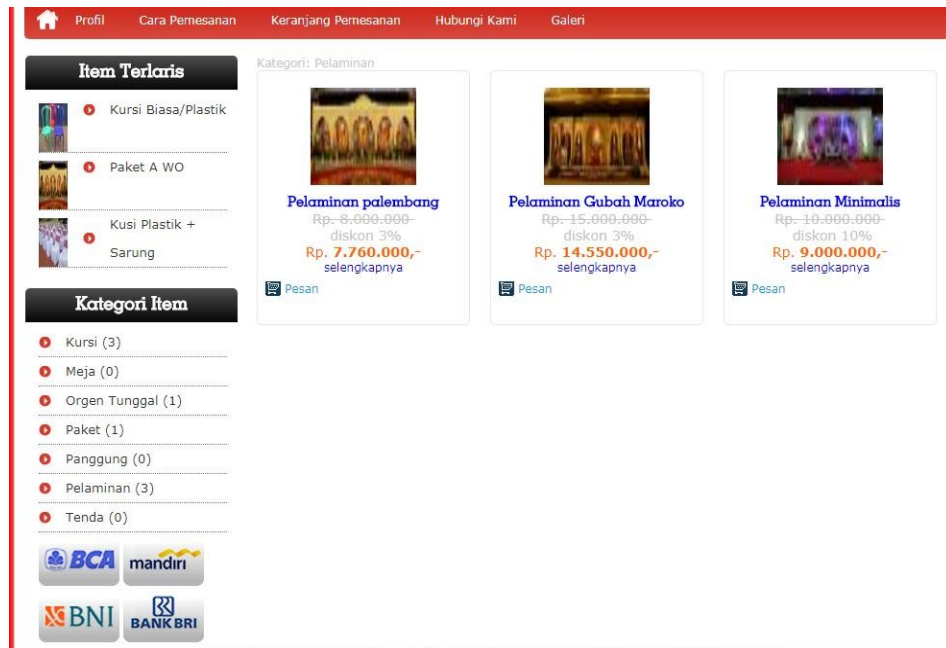 Profil Cara Pemesanan Keranjang Pemesanan Hubungi Kami Galeri
Item Terlaris
Kursi Biasa/Plastik
Paket A WO
Kusi Plastik +
Sarung
Kategori Item
Kursi (3)
Meja (0)
Orgen Tunggal (1)
Paket (1)
Panggung (0)
Pelaminan (3)
Tenda (0)
BCA mandiri
BNI BANK BRI
Kategori: Pelaminan
Pelaminan palembang
Rp. 8.000.000
diskon 3%
Rp. 7.760.000,-
selengkapnya
Pesan
Pelaminan Gubah Maroko
Rp. 15.000.000
diskon 3%
Rp. 14.550.000,-
selengkapnya
Pesan
Pelaminan Minimalis
Rp. 10.000.000
diskon 10%
Rp. 9.000.000,-
selengkapnya
Pesan